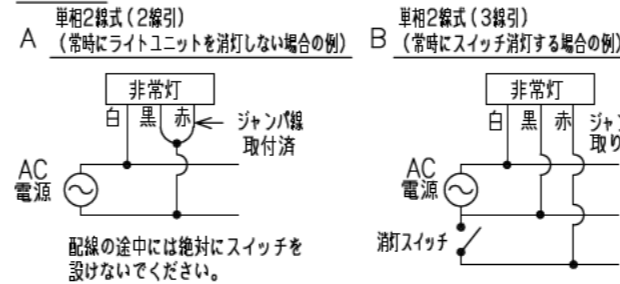 A 単相2線式(2線引)
(常時にライトユニットを消灯しない場合の例)
非常灯
白 黒 赤
ジャンパ線
取付済
AC
電源
配線の途中には絶対にスイッチを
設けないでください。
B 単相2線式(3線引)
(常時にスイッチ消灯する場合の例)
非常灯
白 黒 赤
ジャン
取り
AC
電源
消灯スイッチ